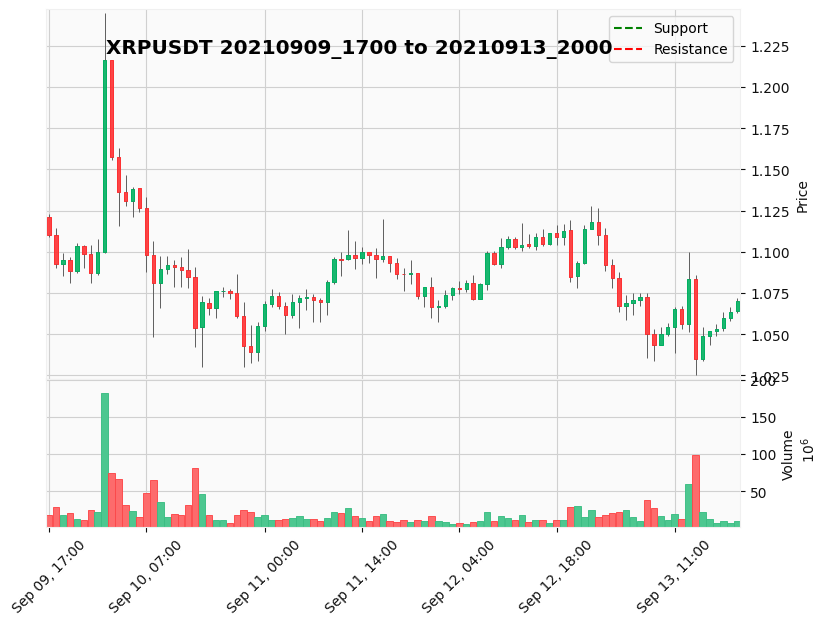 XRPUSDT 20210909_1700 to 20210913_2000
Support
Resistance
1.225
1.200
1.175
1.150
1.125
1.100
1.075
1.050
1.025
Price
200
150
100
50
Volume
10^6
Sep 09, 17:00
Sep 10, 07:00
Sep 11, 00:00
Sep 11, 14:00
Sep 12, 04:00
Sep 12, 18:00
Sep 13, 11:00